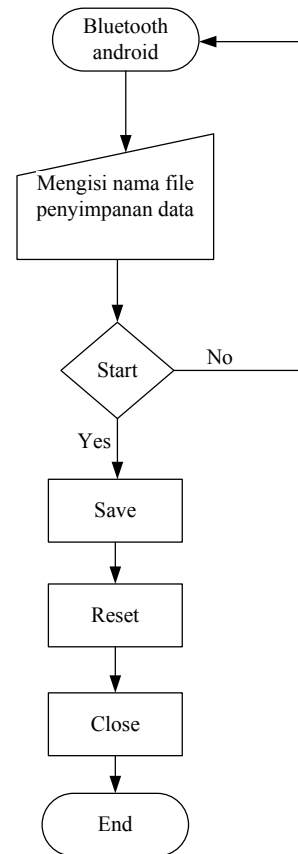 Bluetooth
android
Mengisi nama file
penyimpanan data
Start
No
Yes
Save
Reset
Close
End